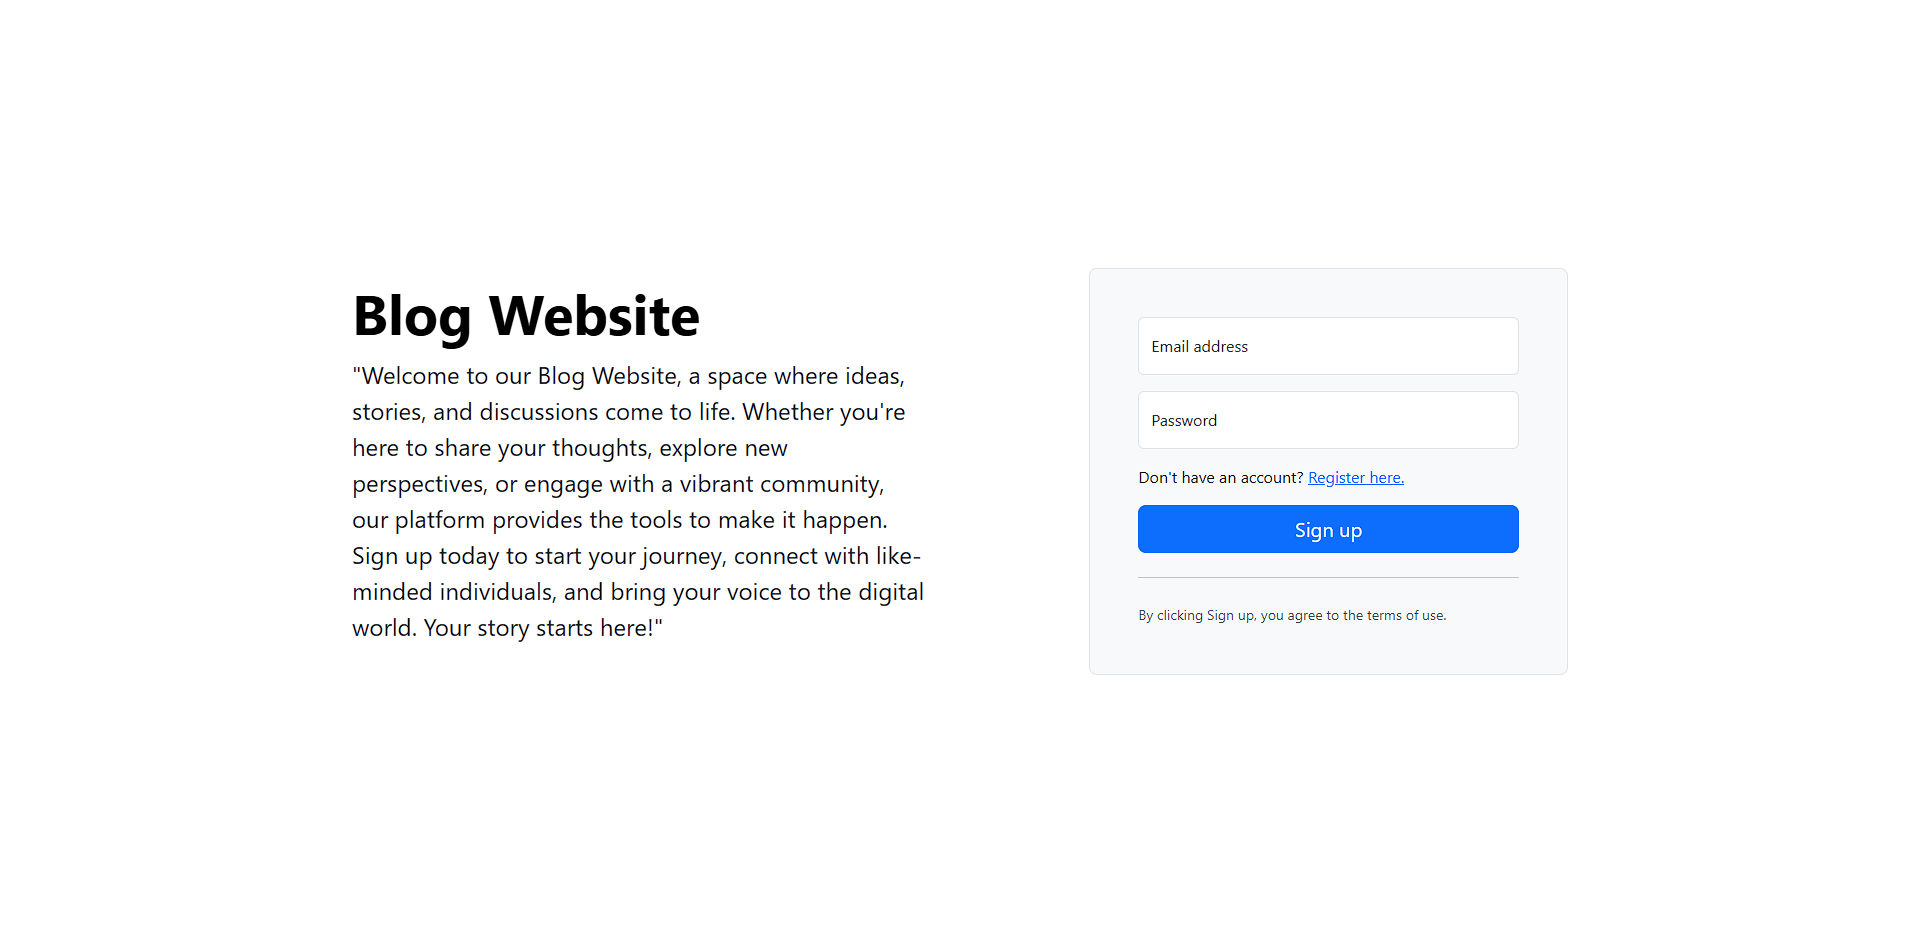 Blog Website
"Welcome to our Blog Website, a space where ideas,
stories, and discussions come to life. Whether you're
here to share your thoughts, explore new
perspectives, or engage with a vibrant community,
our platform provides the tools to make it happen.
Sign up today to start your journey, connect with like-
minded individuals, and bring your voice to the digital
world. Your story starts here!"
Email address
Password
Don't have an account? Register here.
Sign up
By clicking Sign up, you agree to the terms of use.